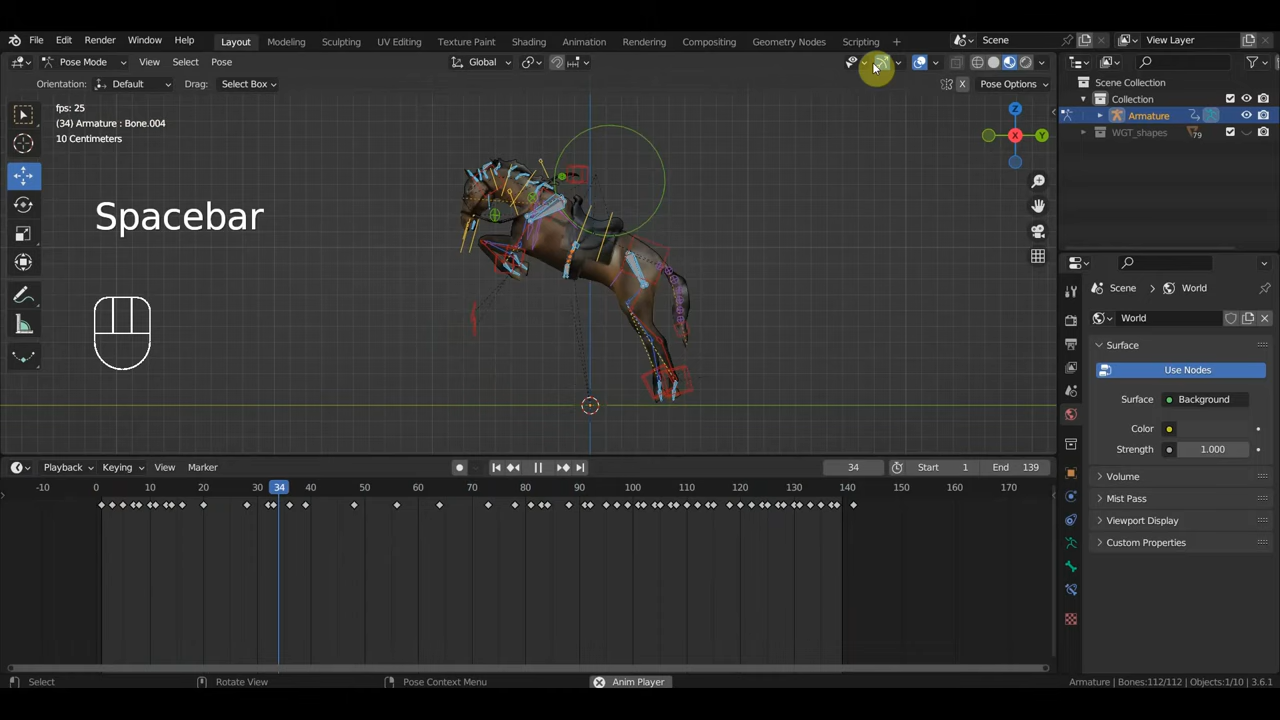 File Edit Render Window Help Layout Modeling Sculpting UV Editing Texture Paint Shading Animation Rendering Compositing Geometry Nodes Scripting + Scene View Layer
Pose Mode View Select Pose Global
Orientation: Default Drag: Select Box X Pose Options
Scene Collection
Collection
Armature
WGT_shapes 79
fps: 25
(34) Armature : Bone.004
10 Centimeters
Z
X
Y
Spacebar
Scene > World
World
Surface
Use Nodes
Surface Background
Color
Strength 1.000
Volume
Mist Pass
Viewport Display
Custom Properties
Playback Keying View Marker 34 Start 1 End 139
-10 0 10 20 34 40 50 60 70 80 90 100 110 120 130 140 150 160 170
Select Rotate View Pose Context Menu Anim Player Armature | Bones:112/112 | Objects:1/10 | 3.6.1